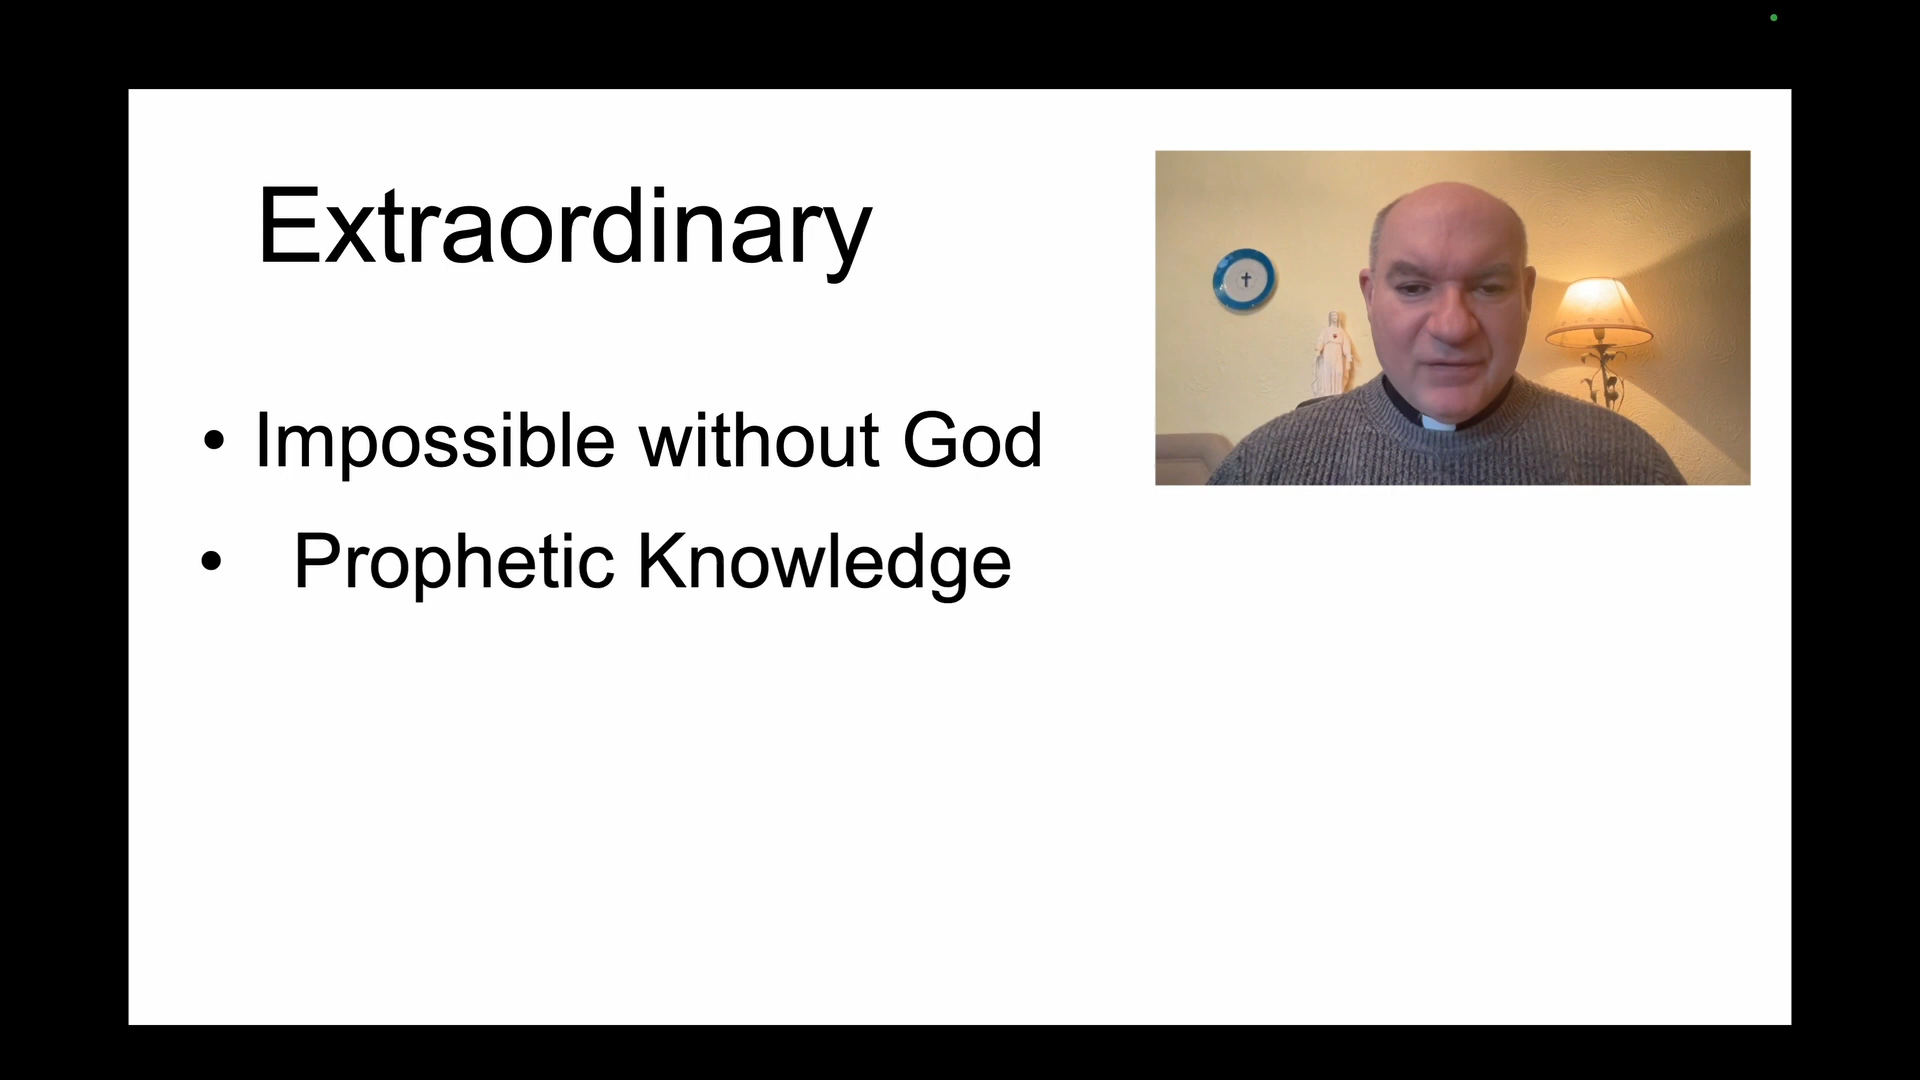 Extraordinary
• Impossible without God
• Prophetic Knowledge